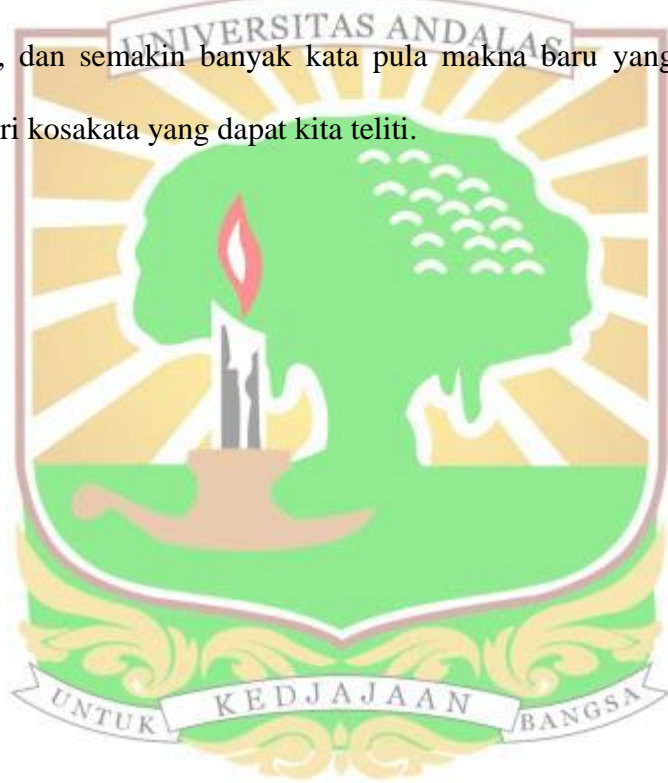 UNIVERSITAS ANDALAS
, dan semakin banyak kata pula makna baru yang
ri kosakata yang dapat kita teliti.
UNTUK KEDJAJAAN BANGSA